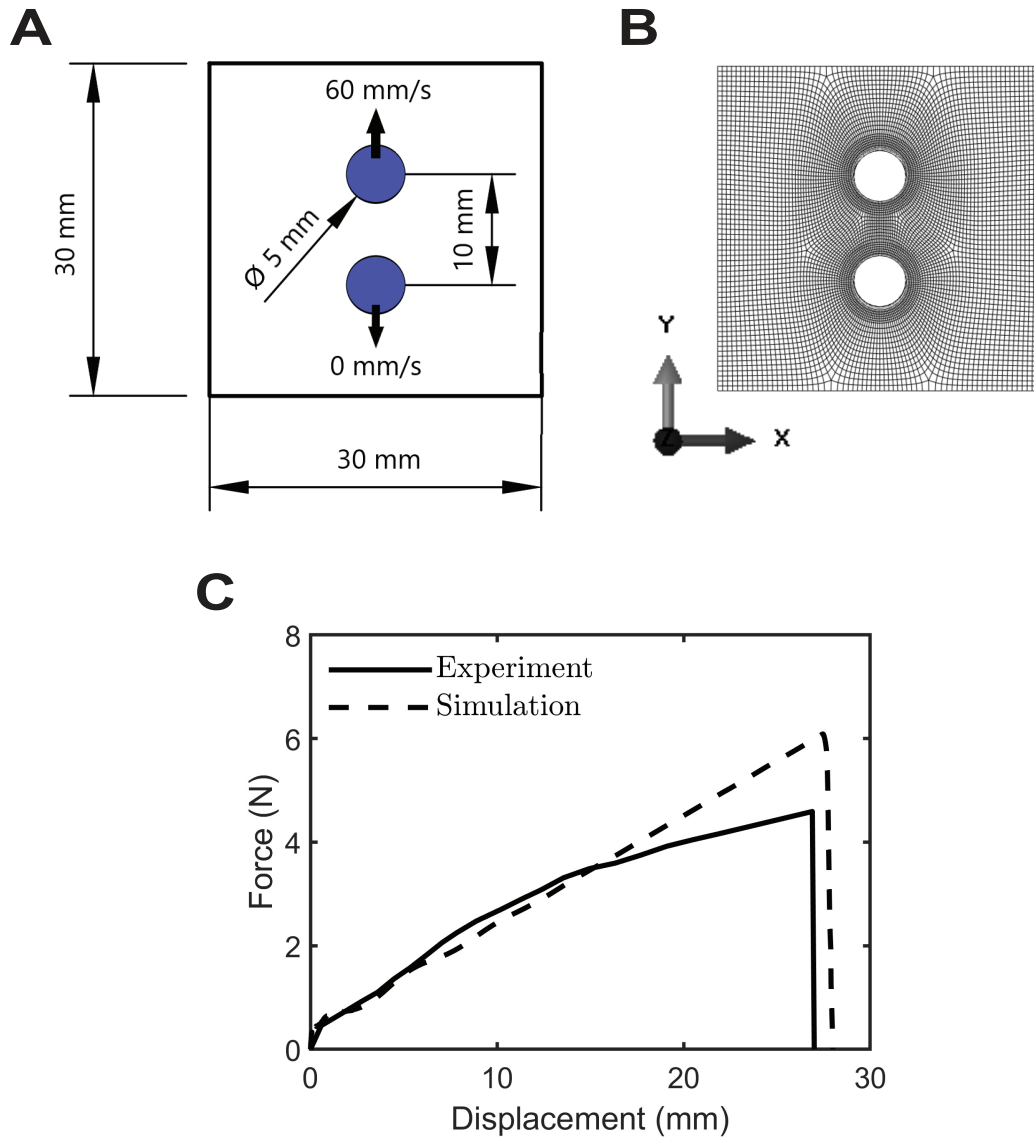 A
B
60 mm/s
30 mm
Ø 5 mm
10 mm
0 mm/s
30 mm
Y
Z
X
C
8
Experiment
Simulation
6
4
2
0
Force (N)
0
10
20
30
Displacement (mm)